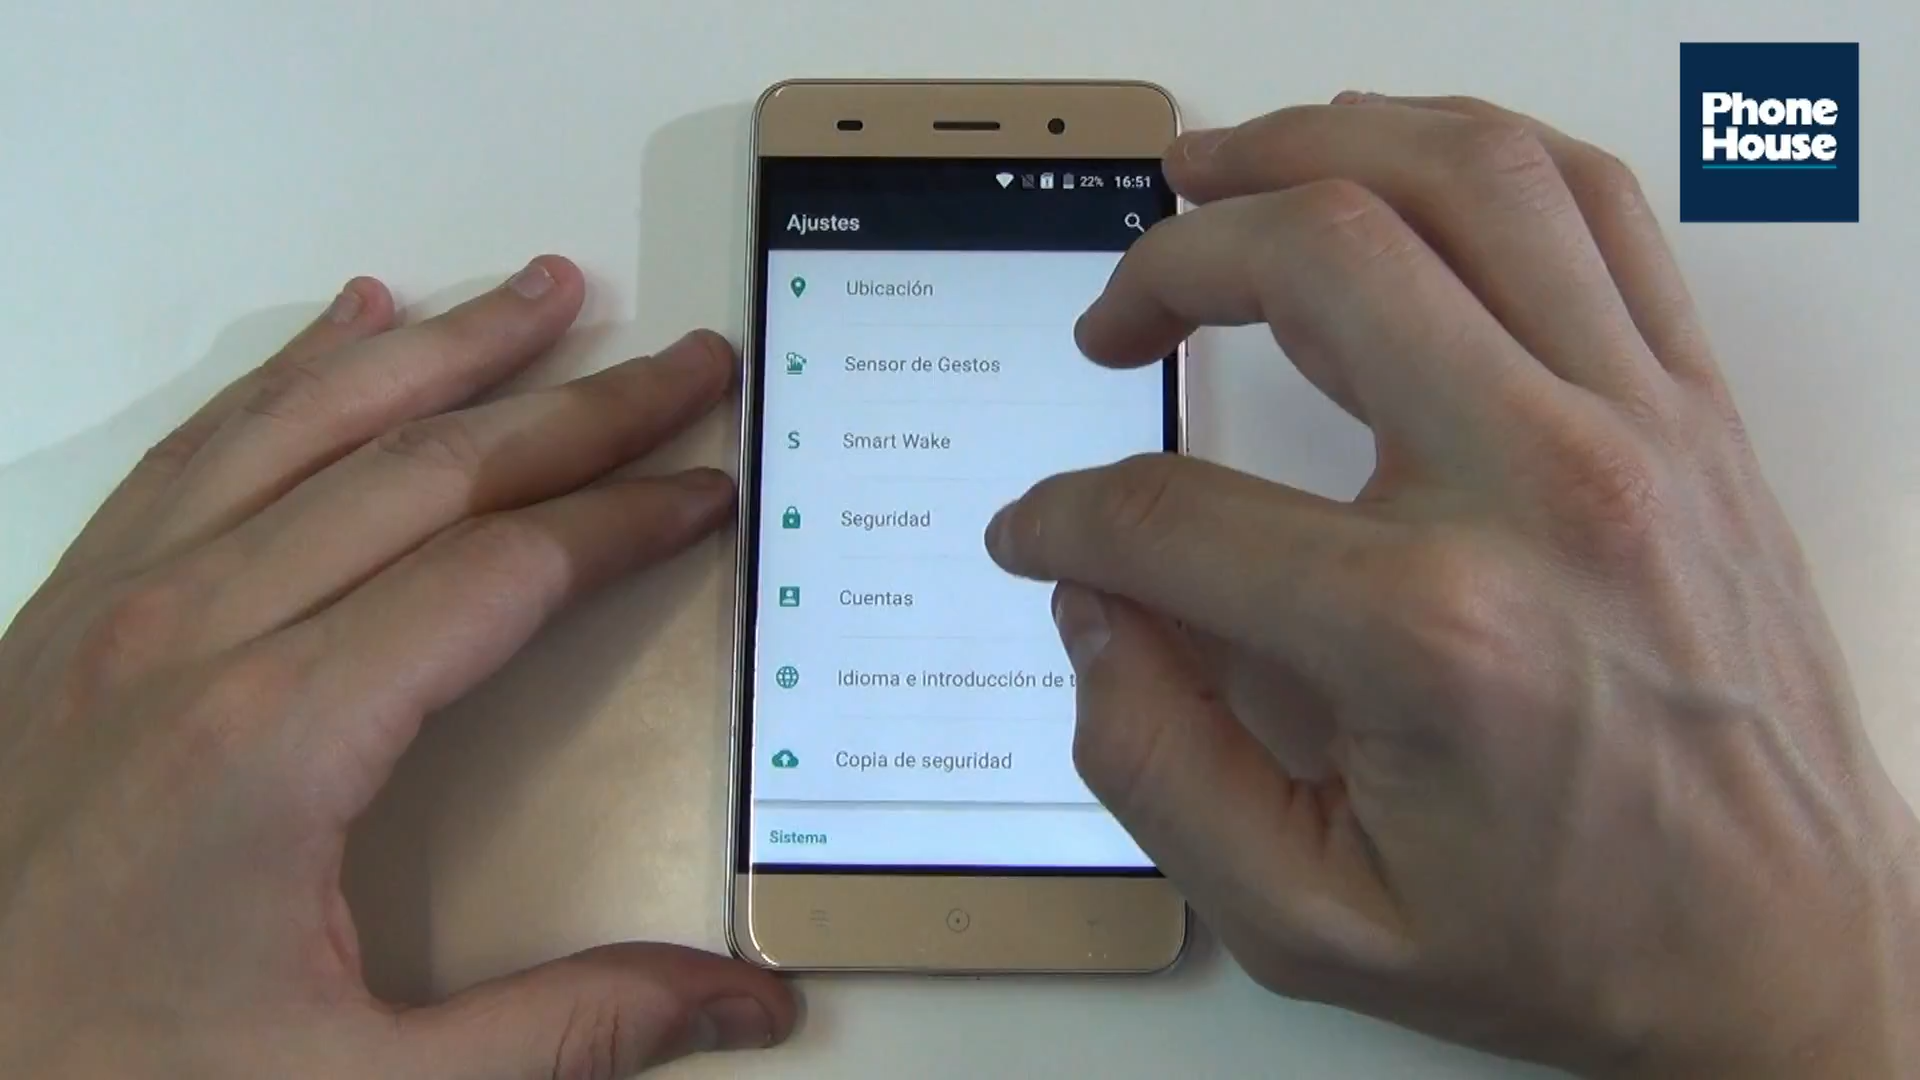 Phone
House
22% 16:51
Ajustes
Ubicación
Sensor de Gestos
S Smart Wake
Seguridad
Cuentas
Idioma e introducción de t
Copia de seguridad
Sistema